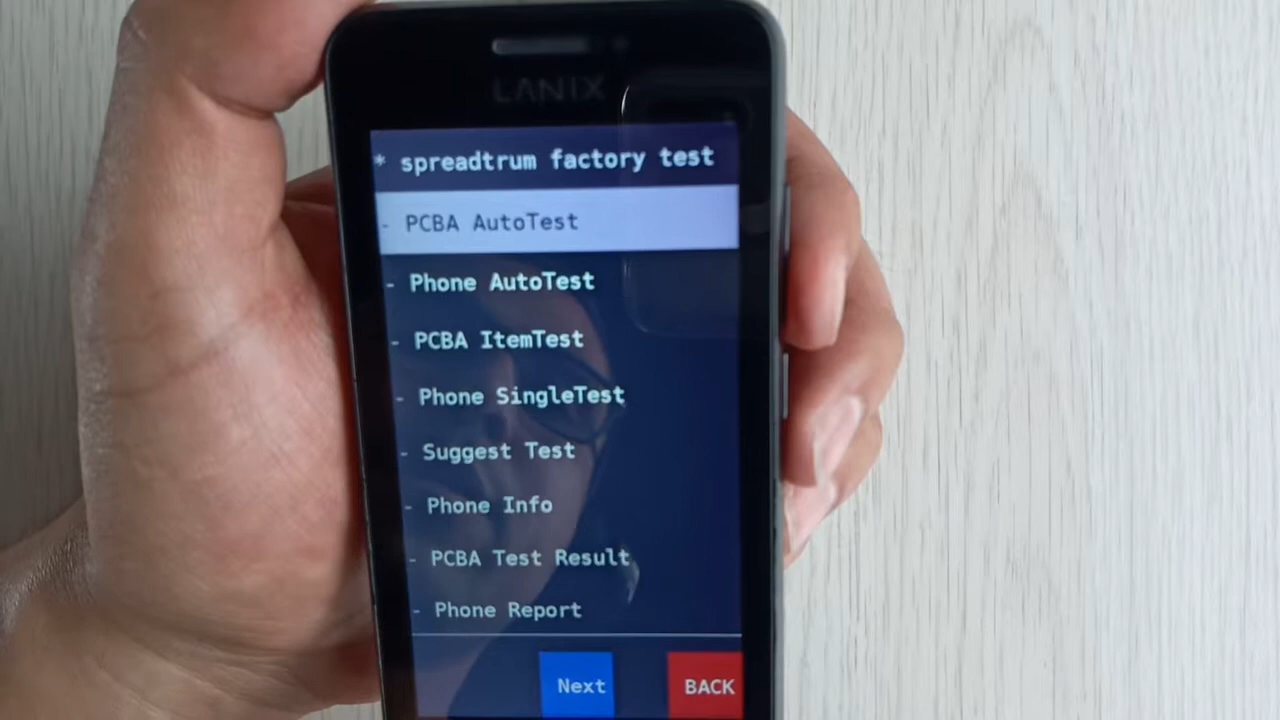 LANIX
* spreadtrum factory test
- PCBA AutoTest
- Phone AutoTest
- PCBA ItemTest
- Phone SingleTest
- Suggest Test
- Phone Info
- PCBA Test Result
- Phone Report
Next BACK